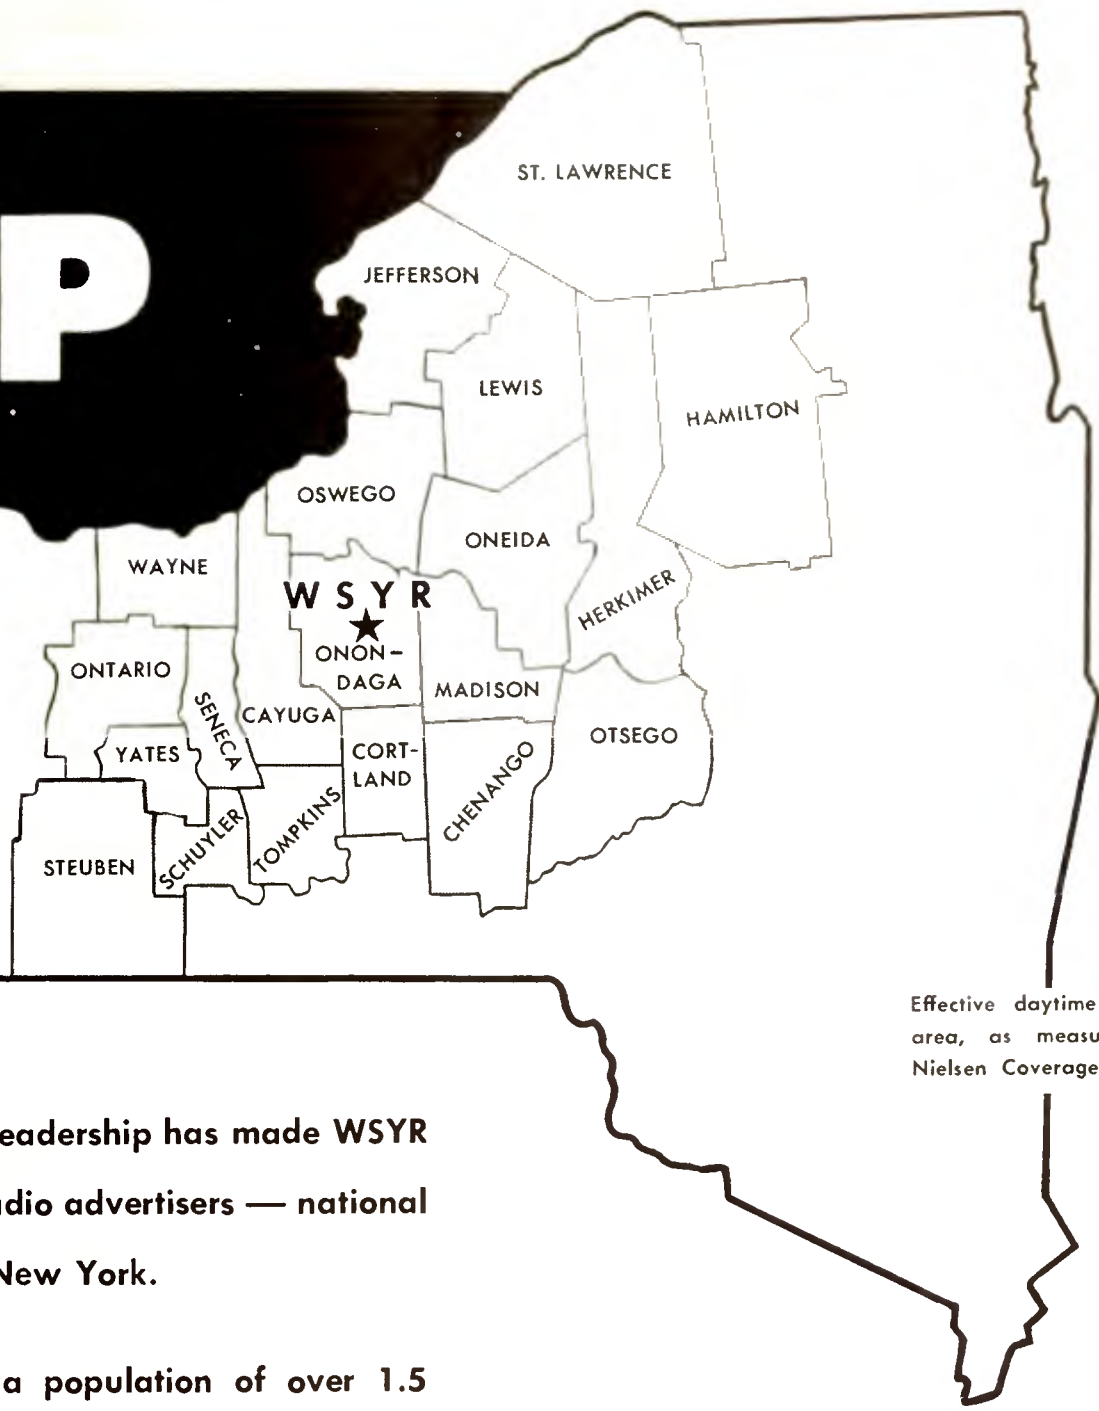 P
ST. LAWRENCE
JEFFERSON
LEWIS
HAMILTON
OSWEGO
ONEIDA
WAYNE
WSYR
HERKIMER
ONON-
DAGA
ONTARIO
MADISON
SENECA
CAYUGA
OTSEGO
YATES
CORT-
LAND
CHENANGO
STEUBEN
SCHUYLER
TOMPKINS
Effective daytime
area, as measu
Nielsen Coverage
eadership has made WSYR
dio advertisers — national
New York.
a population of over 1.5